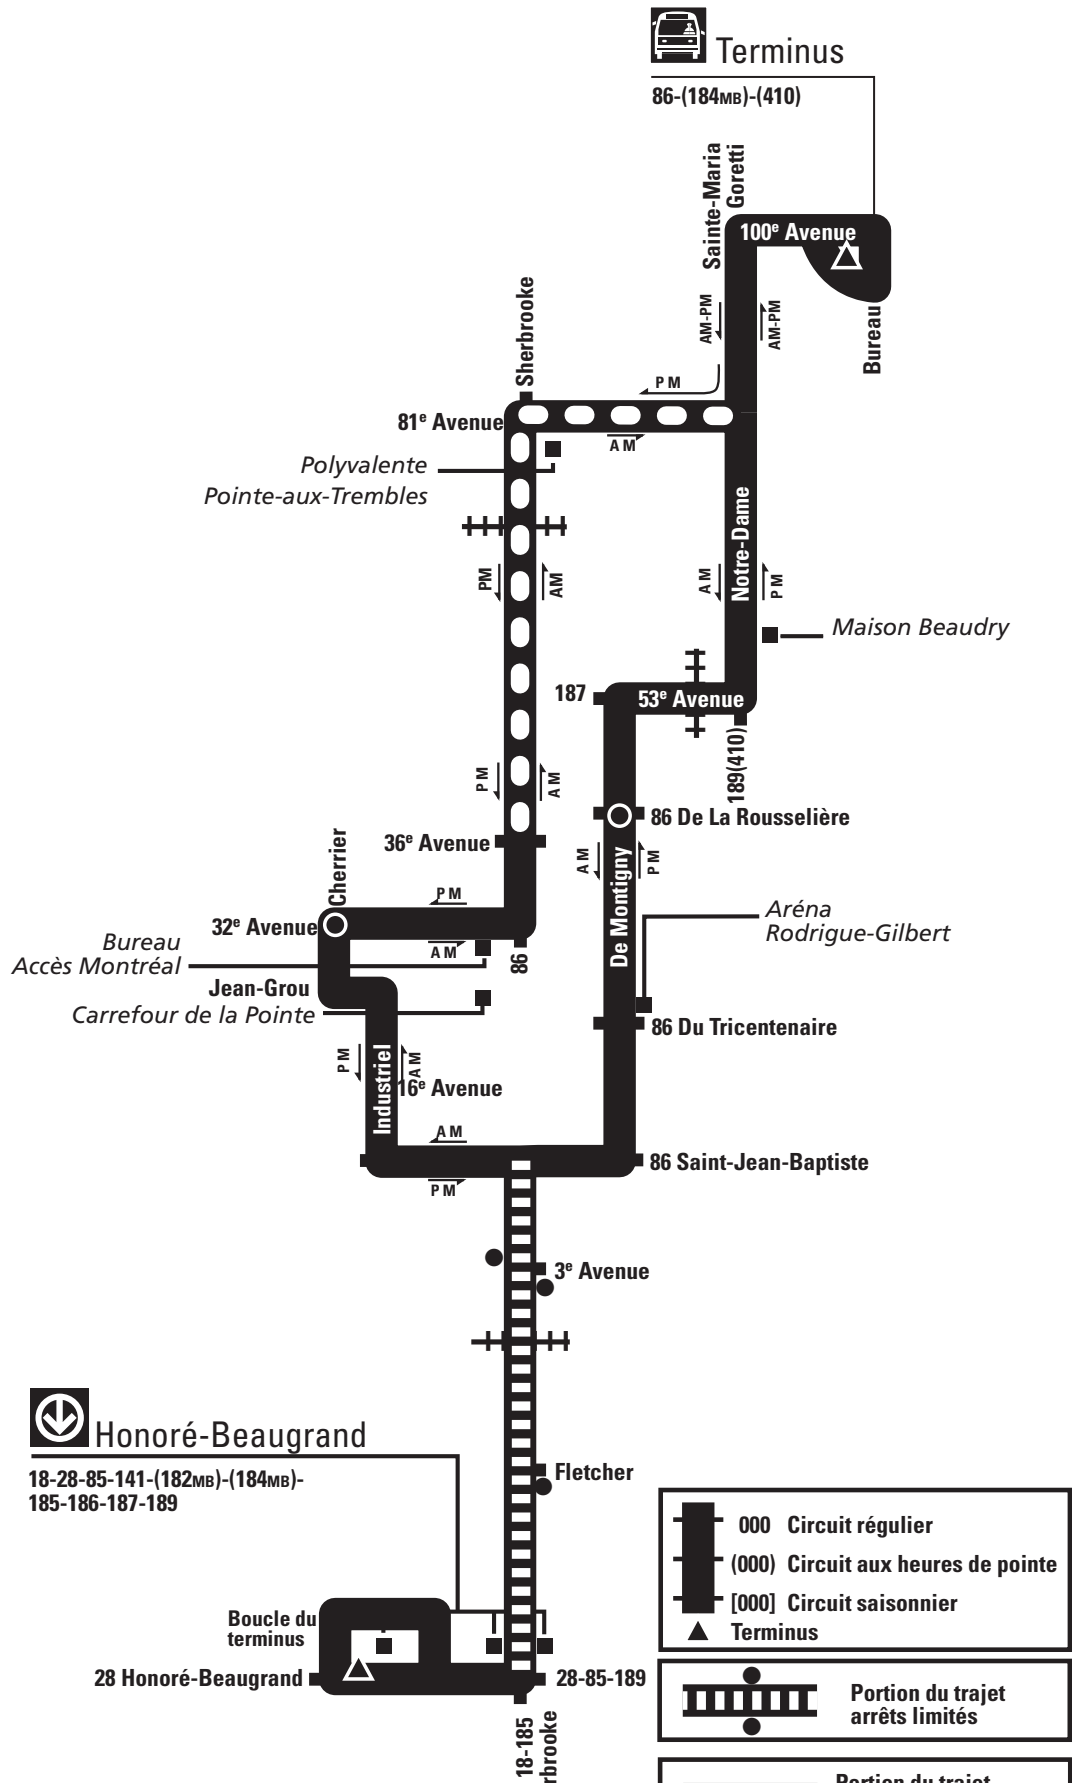 Terminus
86-(184MB)-(410)
Sainte-Maria
Goretti
100e Avenue
AM-PM
AM-PM
Bureau
Sherbrooke
PM
81e Avenue
AM
Polyvalente
Pointe-aux-Trembles
Notre-Dame
PM
AM
AM
PM
Maison Beaudry
187
53e Avenue
189(410)
PM
AM
86 De La Rousselière
36e Avenue
Cherrier
AM
PM
De Montigny
PM
32e Avenue
Aréna
Rodrigue-Gilbert
Bureau
Accès Montréal
AM
86
Jean-Grou
Carrefour de la Pointe
86 Du Tricentenaire
PM
Industriel
AM
16e Avenue
AM
86 Saint-Jean-Baptiste
PM
3e Avenue
Honoré-Beaugrand
18-28-85-141-(182MB)-(184MB)-
185-186-187-189
Fletcher
000 Circuit régulier
(000) Circuit aux heures de pointe
[000] Circuit saisonnier
Terminus
Boucle du
terminus
28 Honoré-Beaugrand
28-85-189
Portion du trajet
arrêts limités
18-185
rbrooke
Portion du trajet